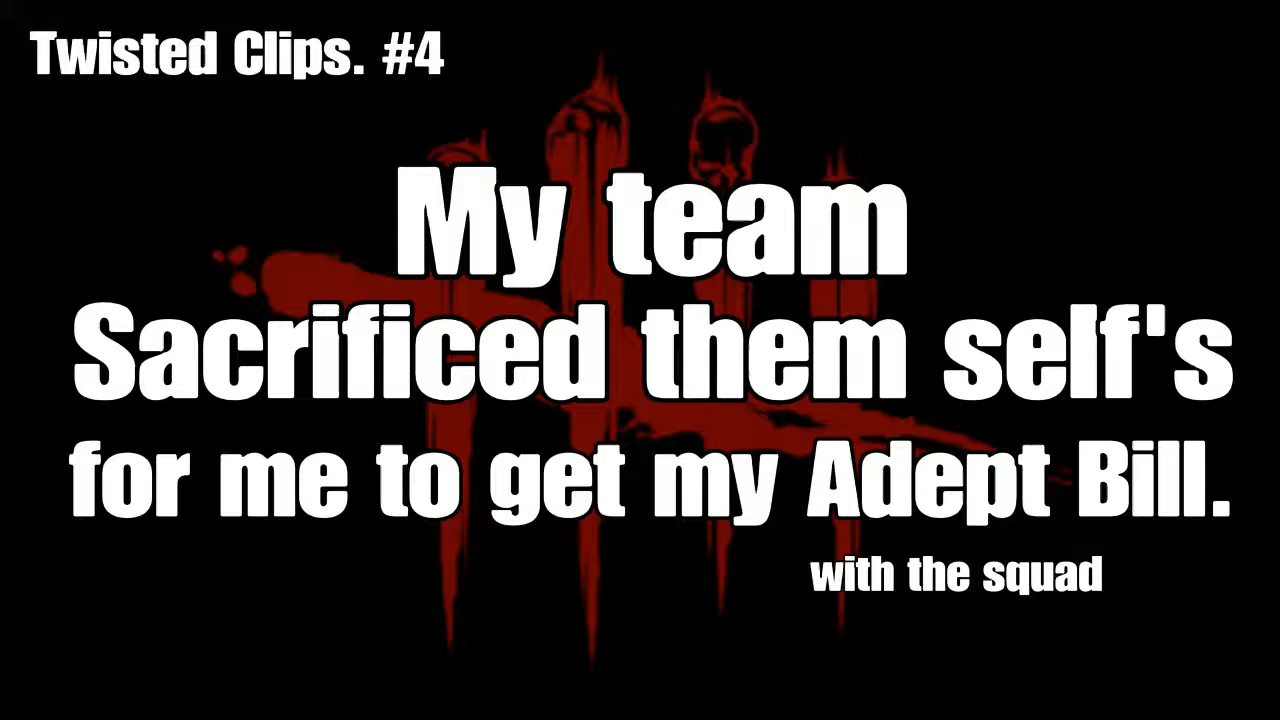 Twisted Clips. #4
My team
Sacrificed them self's
for me to get my Adept Bill.
with the squad